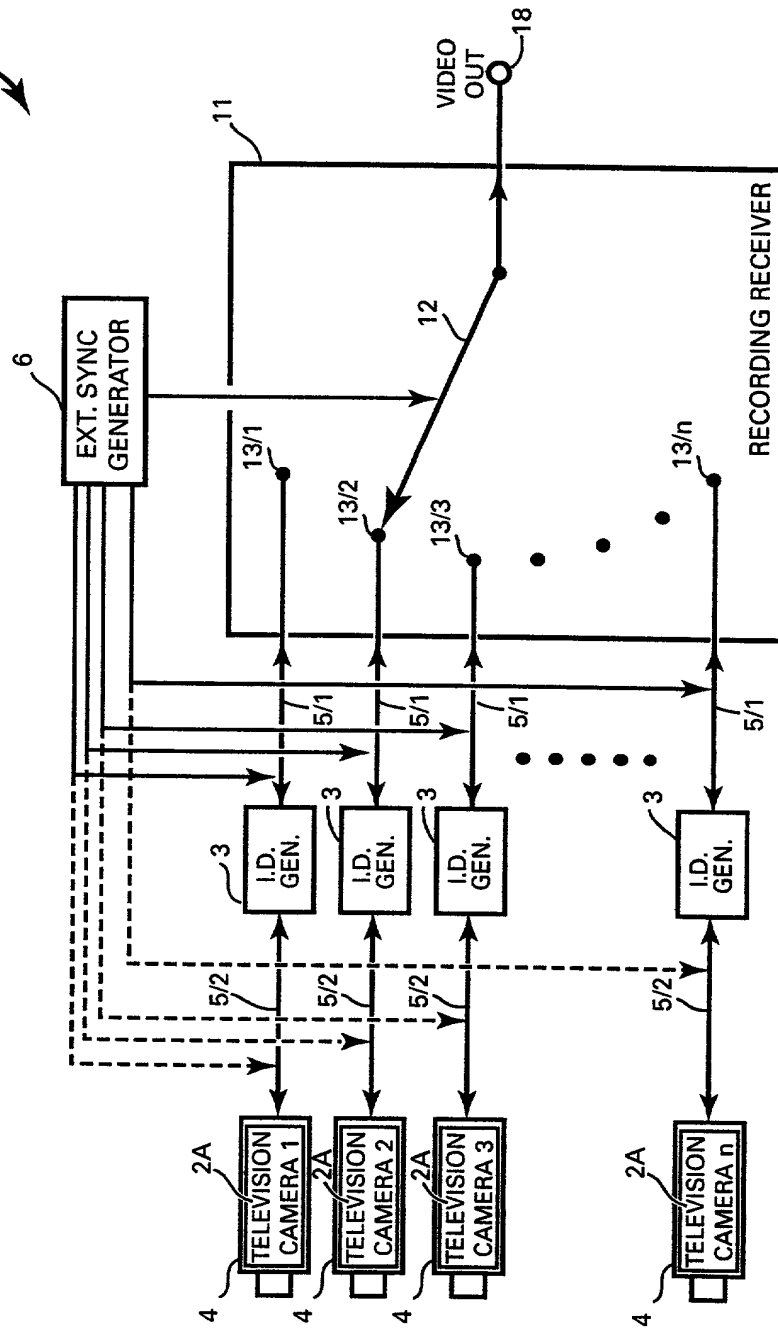 6
EXT. SYNC
GENERATOR
11
VIDEO
OUT
18
12
13/1
13/2
13/3
13/n
RECORDING RECEIVER
5/1
5/1
5/1
5/1
3
I.D.
GEN.
3
I.D.
GEN.
3
I.D.
GEN.
3
I.D.
GEN.
5/2
5/2
5/2
5/2
2A
TELEVISION
CAMERA 1
4
2A
TELEVISION
CAMERA 2
4
2A
TELEVISION
CAMERA 3
4
2A
TELEVISION
CAMERA n
4